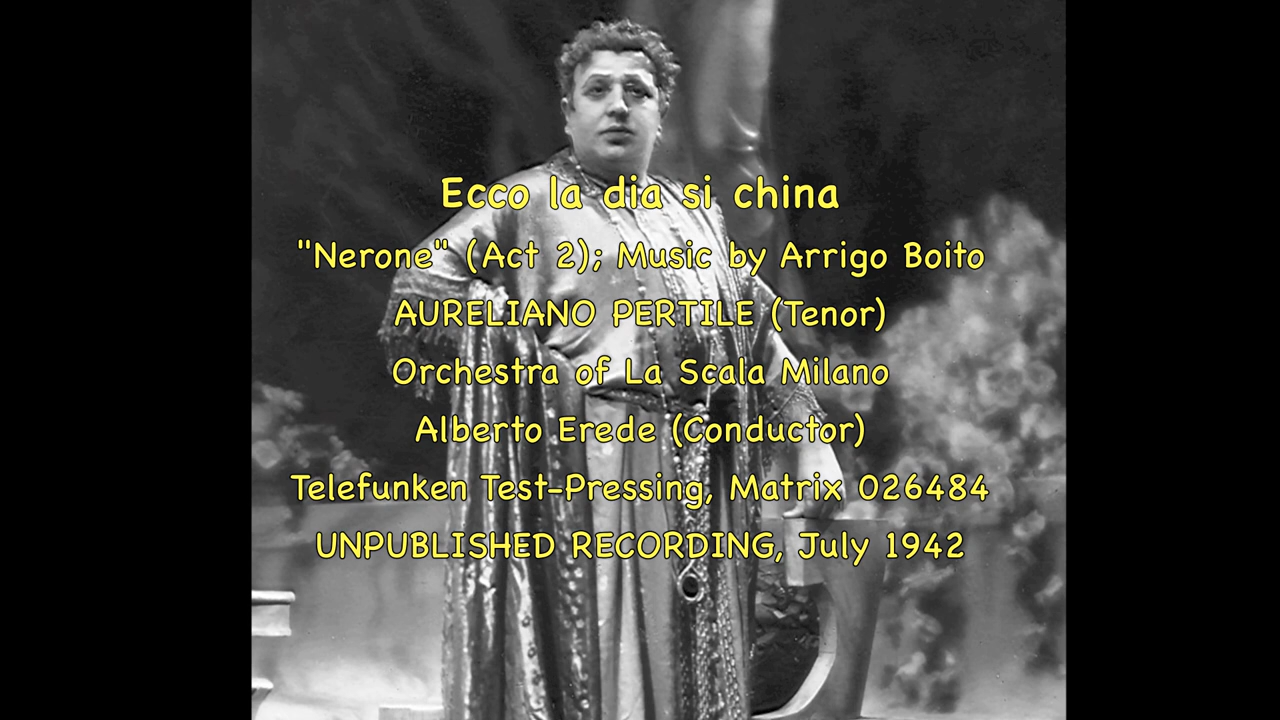 Ecco la dia si china
"Nerone" (Act 2); Music by Arrigo Boito
AURELIANO PERTILE (Tenor)
Orchestra of La Scala Milano
Alberto Erede (Conductor)
Telefunken Test-Pressing, Matrix 026484
UNPUBLISHED RECORDING, July 1942